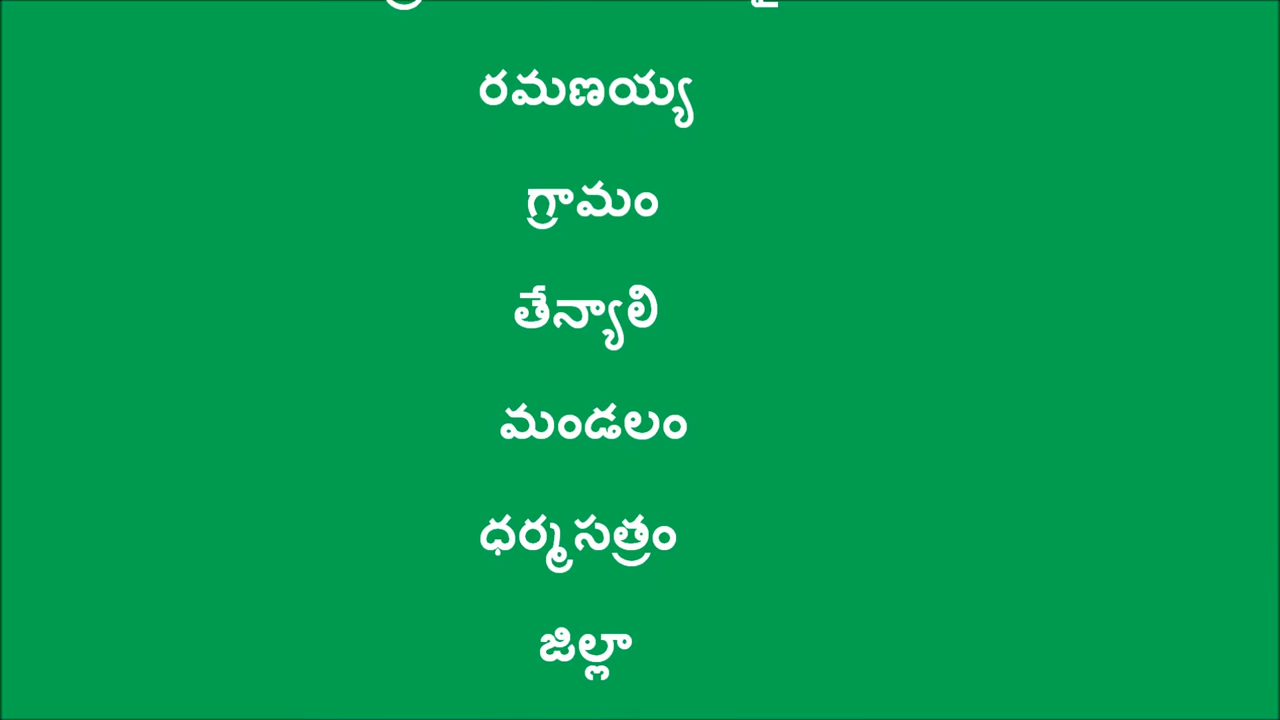 రమణయ్య
గ్రామం
తేన్యాలి
మండలం
ధర్మసత్రం
జిల్లా